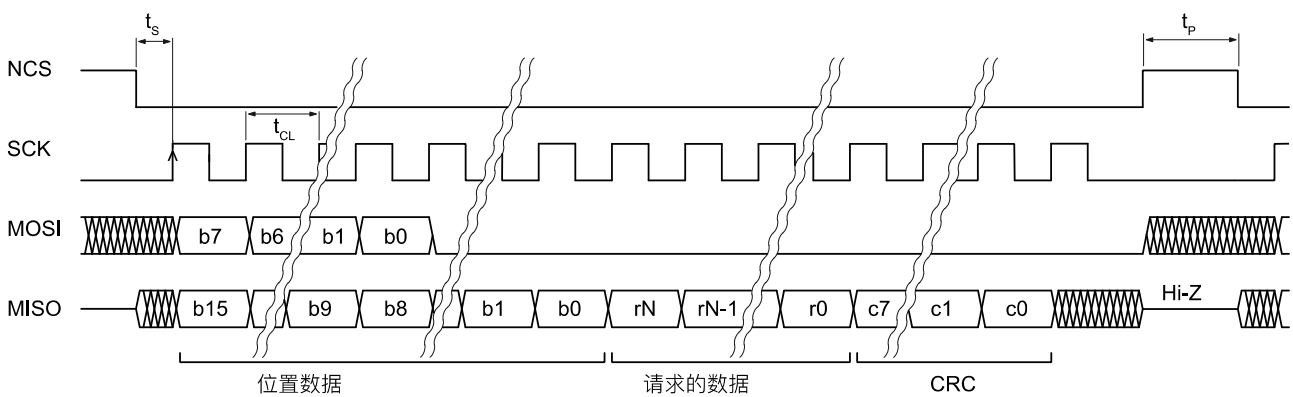 tS tP
NCS
tCL
SCK
MOSI b7 b6 b1 b0
MISO b15 b9 b8 b1 b0 rN rN-1 r0 c7 c1 c0 Hi-Z
位置数据 请求的数据 CRC